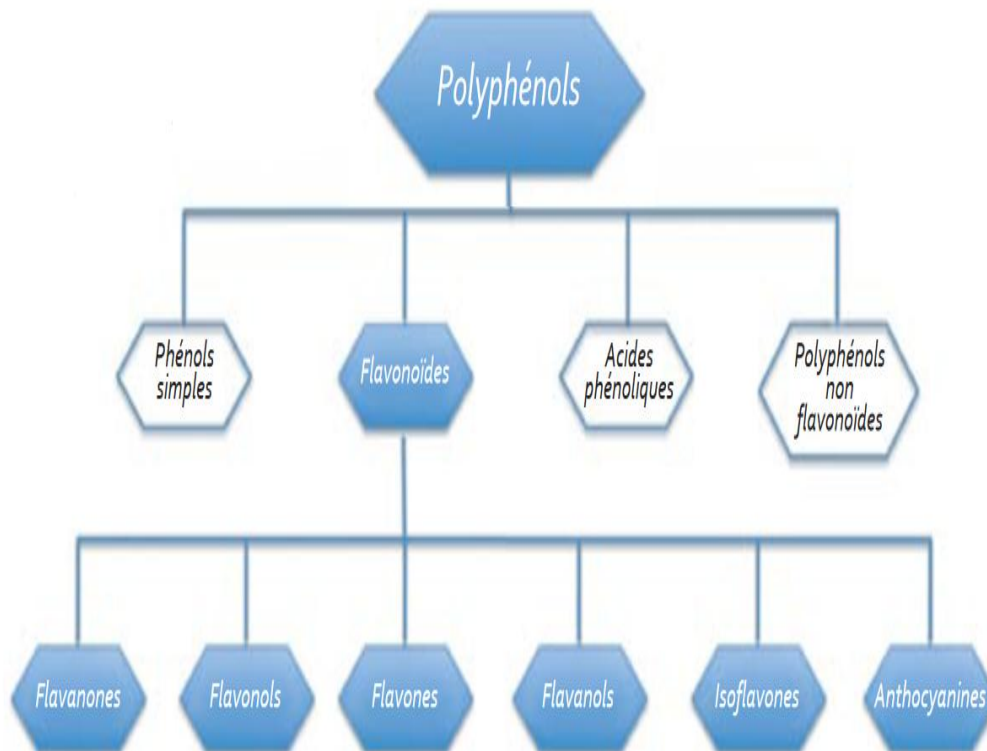 Polyphénols
Phénols
simples
Flavonoïdes
Acides
phénoliques
Polyphénols
non
flavonoïdes
Flavanones
Flavonols
Flavones
Flavanols
Isoflavones
Anthocyanines